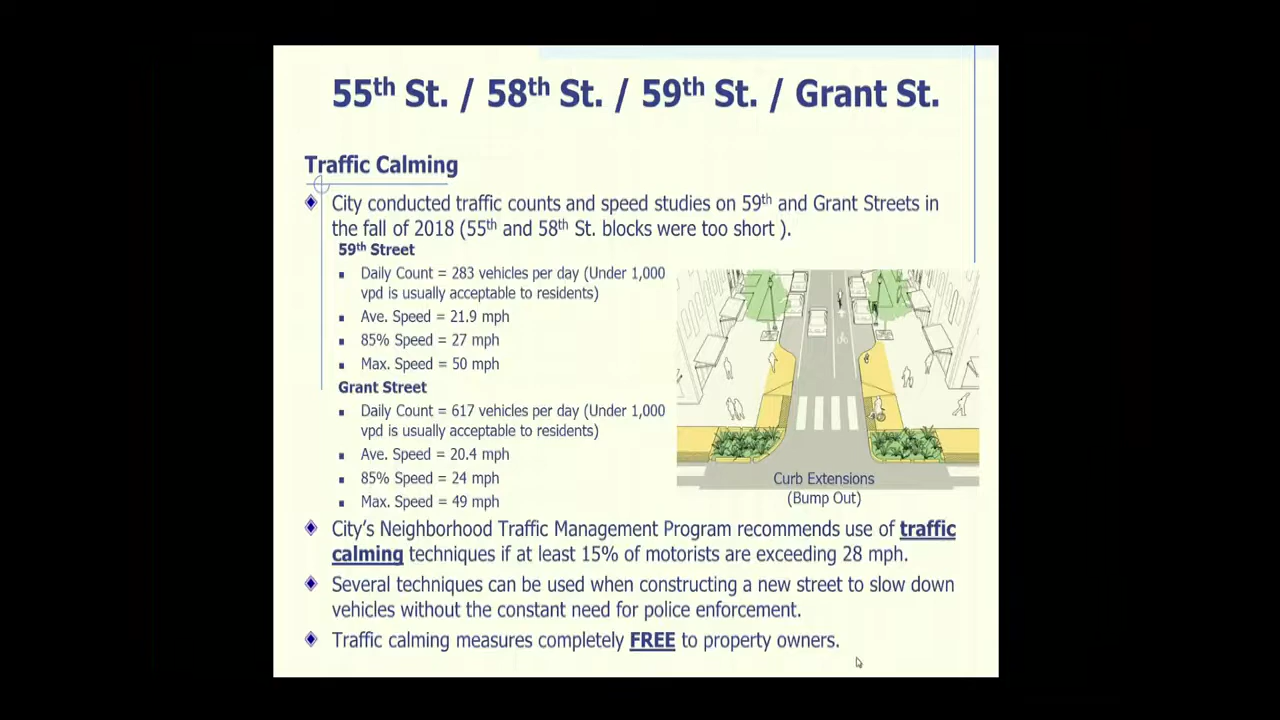 55th St. / 58th St. / 59th St. / Grant St.
Traffic Calming
City conducted traffic counts and speed studies on 59th and Grant Streets in
the fall of 2018 (55th and 58th St. blocks were too short ).
59th Street
Daily Count = 283 vehicles per day (Under 1,000
vpd is usually acceptable to residents)
Ave. Speed = 21.9 mph
85% Speed = 27 mph
Max. Speed = 50 mph
Grant Street
Daily Count = 617 vehicles per day (Under 1,000
vpd is usually acceptable to residents)
Ave. Speed = 20.4 mph
85% Speed = 24 mph
Max. Speed = 49 mph
Curb Extensions
(Bump Out)
City's Neighborhood Traffic Management Program recommends use of traffic
calming techniques if at least 15% of motorists are exceeding 28 mph.
Several techniques can be used when constructing a new street to slow down
vehicles without the constant need for police enforcement.
Traffic calming measures completely FREE to property owners.